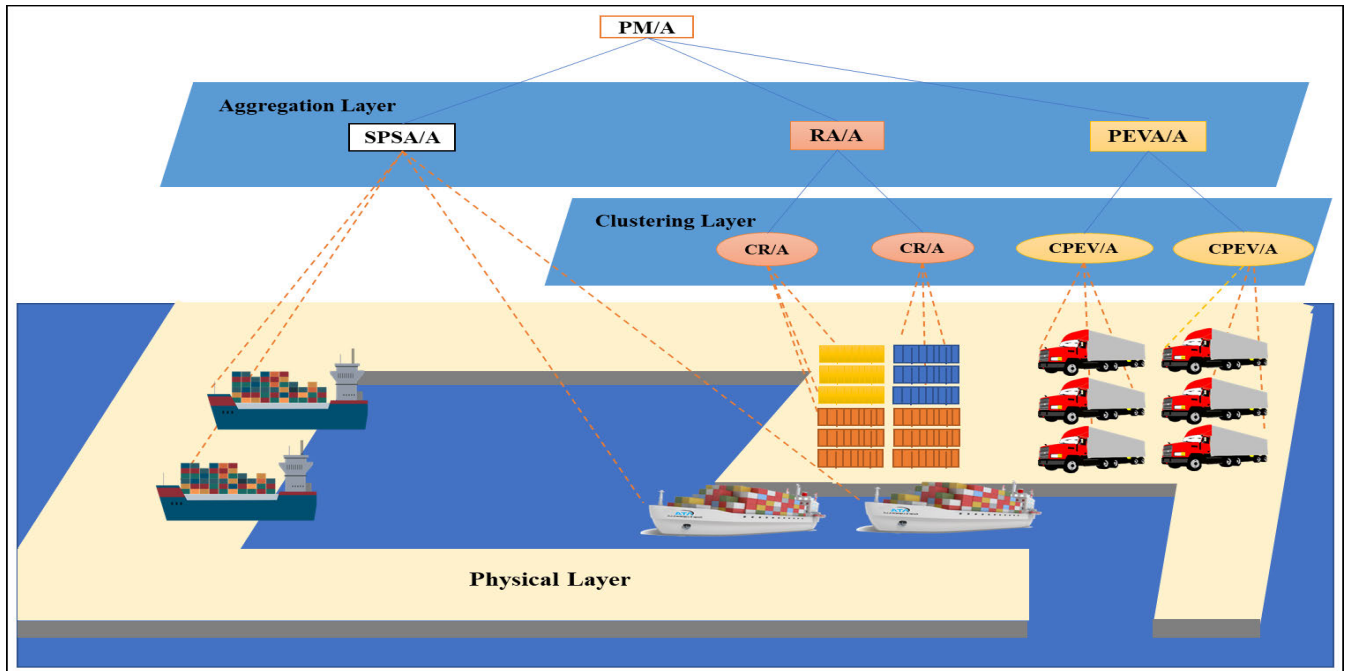 PM/A
Aggregation Layer
SPSA/A
RA/A
PEVA/A
Clustering Layer
CR/A
CR/A
CPEV/A
CPEV/A
Physical Layer